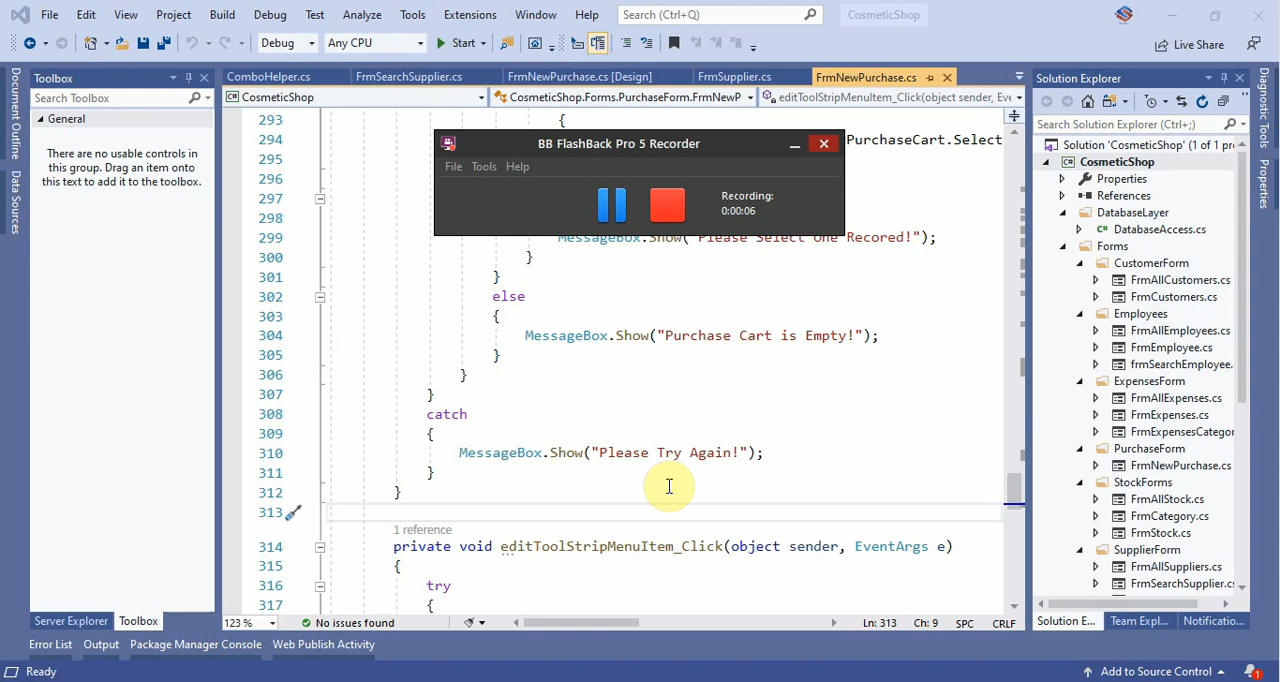 File Edit View Project Build Debug Test Analyze Tools Extensions Window Help Search (Ctrl+Q) CosmeticShop
Debug Any CPU Start Live Share
Toolbox
Search Toolbox
General
There are no usable controls in
this group. Drag an item onto
this text to add it to the toolbox.
Document Outline
Data Sources
ComboHelper.cs FrmSearchSupplier.cs FrmNewPurchase.cs [Design] FrmSupplier.cs FrmNewPurchase.cs
CosmeticShop CosmeticShop.Forms.PurchaseForm.FrmNewP editToolStripMenuItem_Click(object sender, Eve
293 {
294 PurchaseCart.Select
295
296
297
298
299 MessageBox.Show("Please Select One Recored!");
300 }
301 }
302 else
303 {
304 MessageBox.Show("Purchase Cart is Empty!");
305 }
306 }
307 }
308 catch
309 {
310 MessageBox.Show("Please Try Again!");
311 }
312 }
313
1 reference
314 private void editToolStripMenuItem_Click(object sender, EventArgs e)
315 {
316 try
317 {
BB FlashBack Pro 5 Recorder
File Tools Help
Recording:
0:00:06
123 % No issues found Ln: 313 Ch: 9 SPC CRLF
Solution Explorer
Search Solution Explorer (Ctrl+;)
Solution 'CosmeticShop' (1 of 1 pr
CosmeticShop
Properties
References
DatabaseLayer
DatabaseAccess.cs
Forms
CustomerForm
FrmAllCustomers.cs
FrmCustomers.cs
Employees
FrmAllEmployees.cs
FrmEmployee.cs
frmSearchEmployee.
ExpensesForm
FrmAllExpenses.cs
FrmExpenses.cs
FrmExpensesCategor
PurchaseForm
FrmNewPurchase.cs
StockForms
FrmAllStock.cs
FrmCategory.cs
FrmStock.cs
SupplierForm
FrmAllSuppliers.cs
FrmSearchSupplier.c
Solution E... Team Expl... Notificatio...
Diagnostic Tools
Properties
Server Explorer Toolbox
Error List Output Package Manager Console Web Publish Activity
Ready Add to Source Control 1